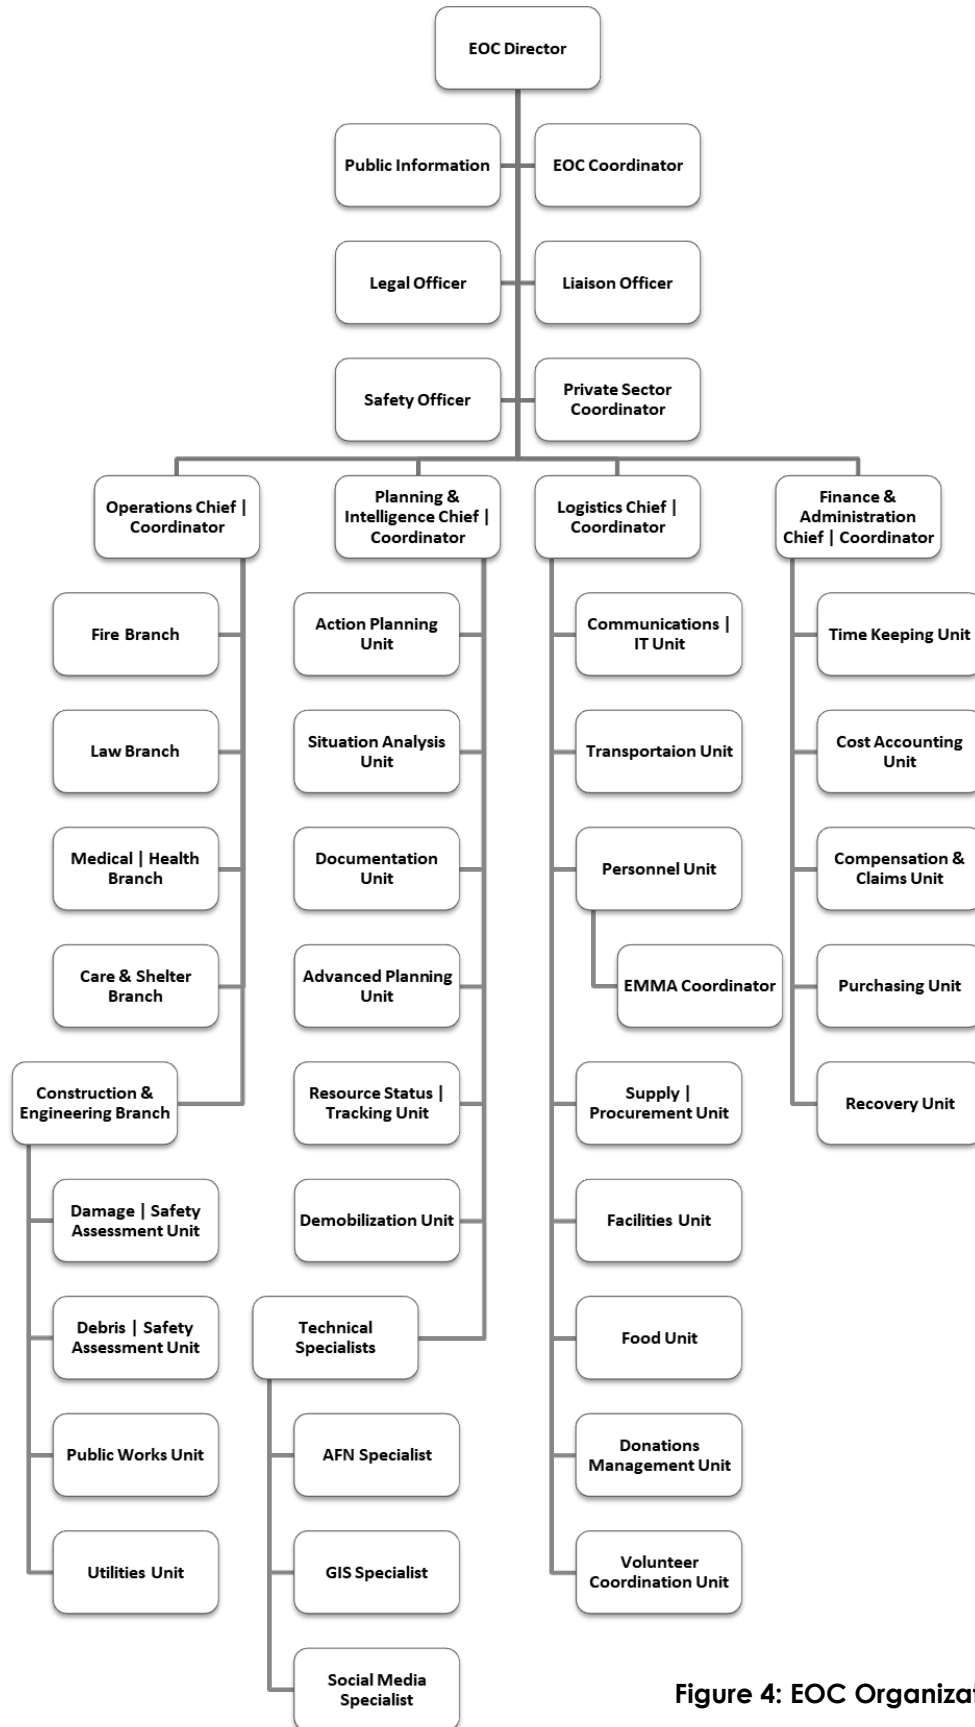 EOC Director
Public Information
EOC Coordinator
Legal Officer
Liaison Officer
Safety Officer
Private Sector
Coordinator
Operations Chief |
Coordinator
Planning &
Intelligence Chief |
Coordinator
Logistics Chief |
Coordinator
Finance &
Administration
Chief | Coordinator
Fire Branch
Law Branch
Medical | Health
Branch
Care & Shelter
Branch
Construction &
Engineering Branch
Damage | Safety
Assessment Unit
Debris | Safety
Assessment Unit
Public Works Unit
Utilities Unit
Action Planning
Unit
Situation Analysis
Unit
Documentation
Unit
Advanced Planning
Unit
Resource Status |
Tracking Unit
Demobilization Unit
Technical
Specialists
AFN Specialist
GIS Specialist
Social Media
Specialist
Communications |
IT Unit
Transportaion Unit
Personnel Unit
EMMA Coordinator
Supply |
Procurement Unit
Facilities Unit
Food Unit
Donations
Management Unit
Volunteer
Coordination Unit
Time Keeping Unit
Cost Accounting
Unit
Compensation &
Claims Unit
Purchasing Unit
Recovery Unit
Figure 4: EOC